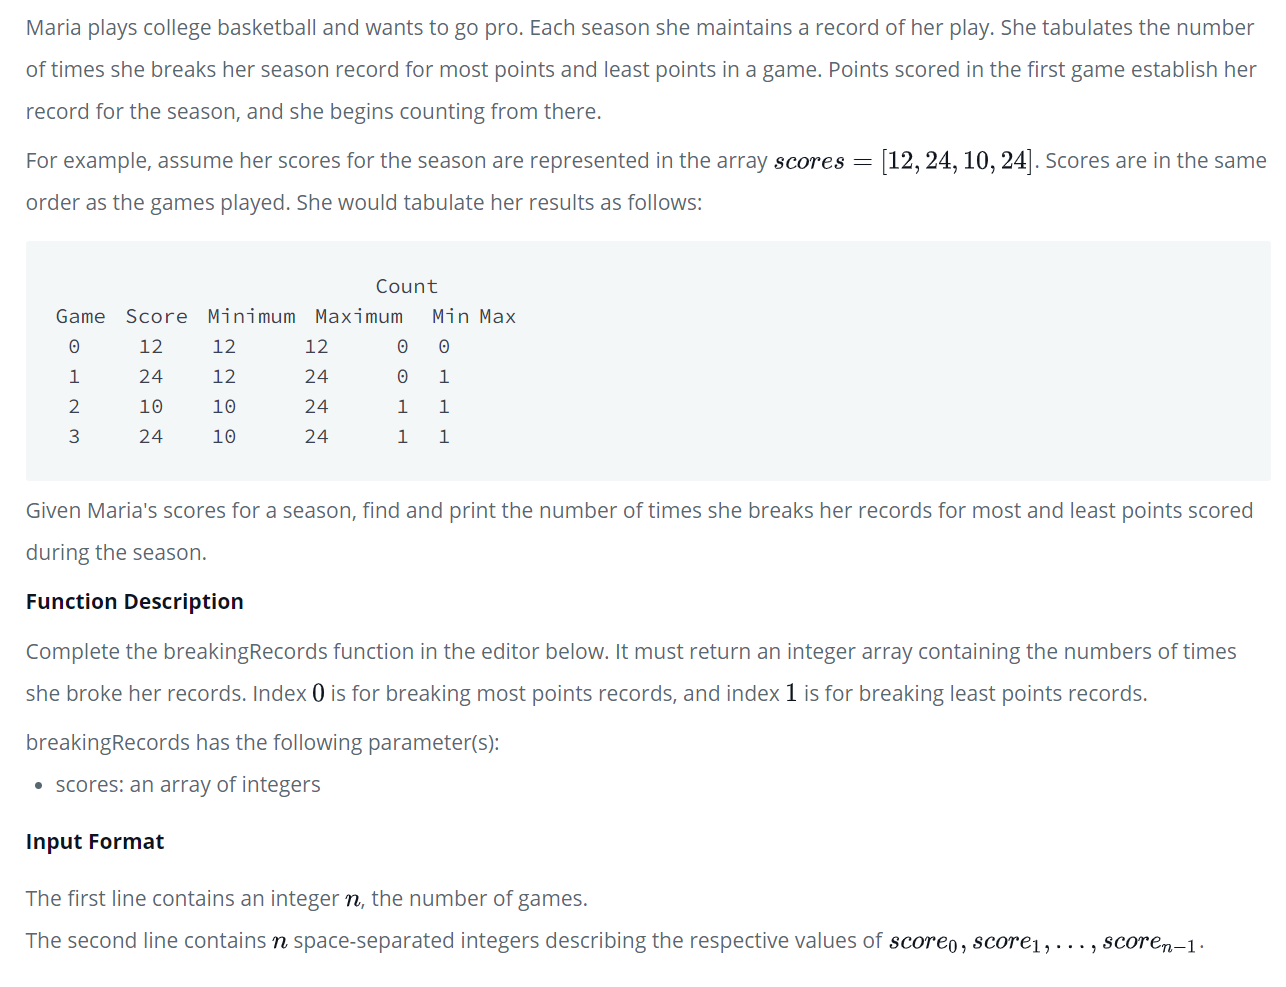 Maria plays college basketball and wants to go pro. Each season she maintains a record of her play. She tabulates the number
of times she breaks her season record for most points and least points in a game. Points scored in the first game establish her
record for the season, and she begins counting from there.
For example, assume her scores for the season are represented in the array scores = [12, 24, 10, 24]. Scores are in the same
order as the games played. She would tabulate her results as follows:
Count
Game Score Minimum Maximum Min Max
0 12 12 12 0 0
1 24 12 24 0 1
2 10 10 24 1 1
3 24 10 24 1 1
Given Maria's scores for a season, find and print the number of times she breaks her records for most and least points scored
during the season.
Function Description
Complete the breakingRecords function in the editor below. It must return an integer array containing the numbers of times
she broke her records. Index 0 is for breaking most points records, and index 1 is for breaking least points records.
breakingRecords has the following parameter(s):
• scores: an array of integers
Input Format
The first line contains an integer n, the number of games.
The second line contains n space-separated integers describing the respective values of score₀, score₁, . . . , scoreₙ₋₁.